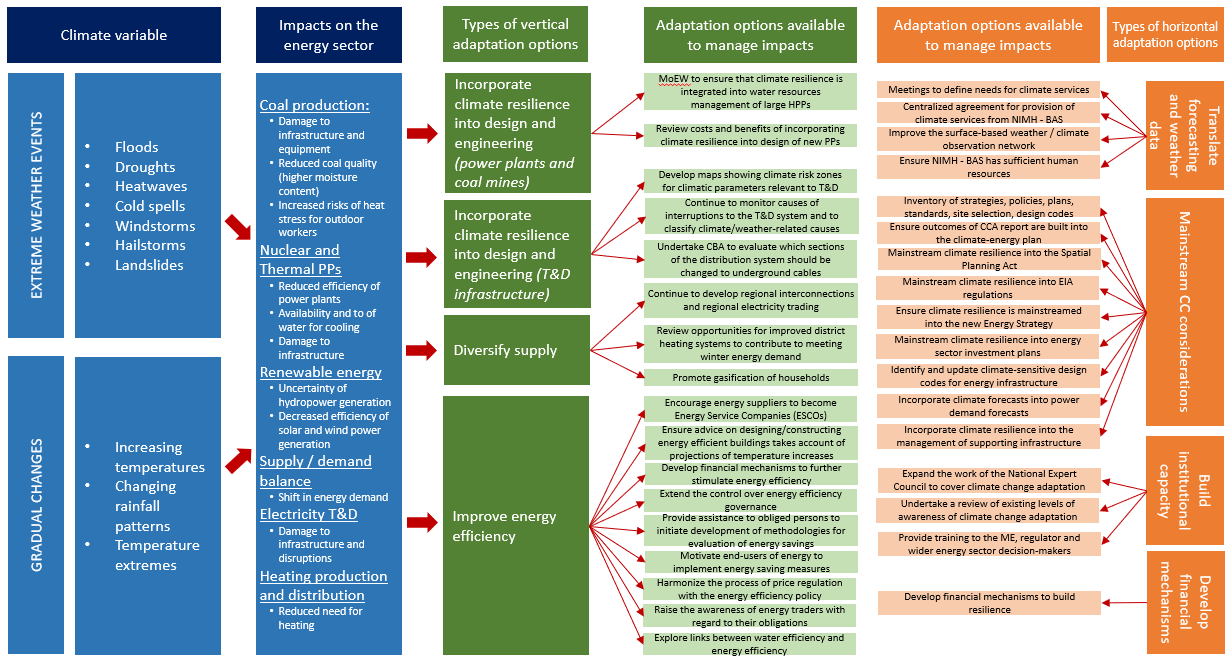 Climate variable
Impacts on the
energy sector
Types of vertical
adaptation options
Adaptation options available
to manage impacts
Adaptation options available
to manage impacts
Types of horizontal
adaptation options
EXTREME WEATHER EVENTS
• Floods
• Droughts
• Heatwaves
• Cold spells
• Windstorms
• Hailstorms
• Landslides
GRADUAL CHANGES
• Increasing
temperatures
• Changing
rainfall
patterns
• Temperature
extremes
Coal production:
• Damage to
infrastructure and
equipment
• Reduced coal quality
(higher moisture
content)
• Increased risks of heat
stress for outdoor
workers
Nuclear and
Thermal PPs
• Reduced efficiency of
power plants
• Availability and to of
water for cooling
• Damage to
infrastructure
Renewable energy
• Uncertainty of
hydropower generation
• Decreased efficiency of
solar and wind power
generation
Supply / demand
balance
• Shift in energy demand
Electricity T&D
• Damage to
infrastructure and
disruptions
Heating production
and distribution
• Reduced need for
heating
Incorporate
climate resilience
into design and
engineering
(power plants and
coal mines)
Incorporate
climate resilience
into design and
engineering (T&D
infrastructure)
Diversify supply
Improve energy
efficiency
MoEW to ensure that climate resilience is
integrated into water resources
management of large HPPs
Review costs and benefits of incorporating
climate resilience into design of new PPs
Develop maps showing climate risk zones
for climatic parameters relevant to T&D
Continue to monitor causes of
interruptions to the T&D system and to
classify climate/weather-related causes
Undertake CBA to evaluate which sections
of the distribution system should be
changed to underground cables
Continue to develop regional interconnections
and regional electricity trading
Review opportunities for improved district
heating systems to contribute to meeting
winter energy demand
Promote gasification of households
Encourage energy suppliers to become
Energy Service Companies (ESCOs)
Ensure advice on designing/constructing
energy efficient buildings takes account of
projections of temperature increases
Develop financial mechanisms to further
stimulate energy efficiency
Extend the control over energy efficiency
governance
Provide assistance to obliged persons to
initiate development of methodologies for
evaluation of energy savings
Motivate end-users of energy to
implement energy saving measures
Harmonize the process of price regulation
with the energy efficiency policy
Raise the awareness of energy traders with
regard to their obligations
Explore links between water efficiency and
energy efficiency
Meetings to define needs for climate services
Centralized agreement for provision of
climate services from NIMH - BAS
Improve the surface-based weather / climate
observation network
Ensure NIMH - BAS has sufficient human
resources
Inventory of strategies, policies, plans,
standards, site selection, design codes
Ensure outcomes of CCA report are built into
the climate-energy plan
Mainstream climate resilience into the Spatial
Planning Act
Mainstream climate resilience into EIA
regulations
Ensure climate resilience is mainstreamed
into the new Energy Strategy
Mainstream climate resilience into energy
sector investment plans
Identify and update climate-sensitive design
codes for energy infrastructure
Incorporate climate forecasts into power
demand forecasts
Incorporate climate resilience into the
management of supporting infrastructure
Expand the work of the National Expert
Council to cover climate change adaptation
Undertake a review of existing levels of
awareness of climate change adaptation
Provide training to the ME, regulator and
wider energy sector decision-makers
Develop financial mechanisms to build
resilience
Translate
forecasting
and weather
data
Mainstream CC considerations
Build
institutional
capacity
Develop
financial
mechanisms